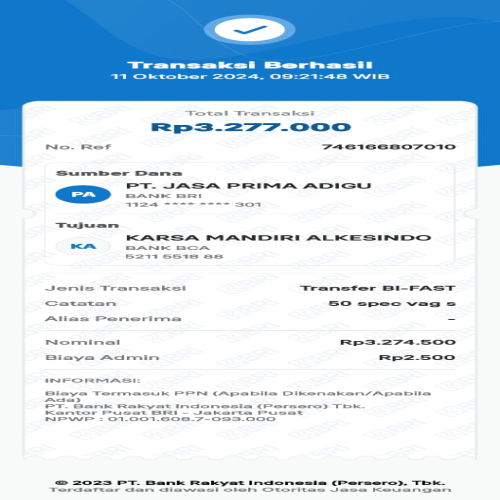 Transaksi Berhasil
11 Oktober 2024, 09:21:48 WIB
Total Transaksi
Rp3.277.000
No. Ref 746166807010
Sumber Dana
PA PT. JASA PRIMA ADIGU
BANK BRI
1124 **** **** 301
Tujuan
KA KARSA MANDIRI ALKESINDO
BANK BCA
5211 5518 88
Jenis Transaksi Transfer BI-FAST
Catatan 50 spec vag s
Alias Penerima -
Nominal Rp3.274.500
Biaya Admin Rp2.500
INFORMASI:
Biaya Termasuk PPN (Apabila Dikenakan/Apabila
Ada)
PT. Bank Rakyat Indonesia (Persero) Tbk.
Kantor Pusat BRI - Jakarta Pusat
NPWP : 01.001.608.7-093.000
© 2023 PT. Bank Rakyat Indonesia (Persero), Tbk.
Terdaftar dan diawasi oleh Otoritas Jasa Keuangan